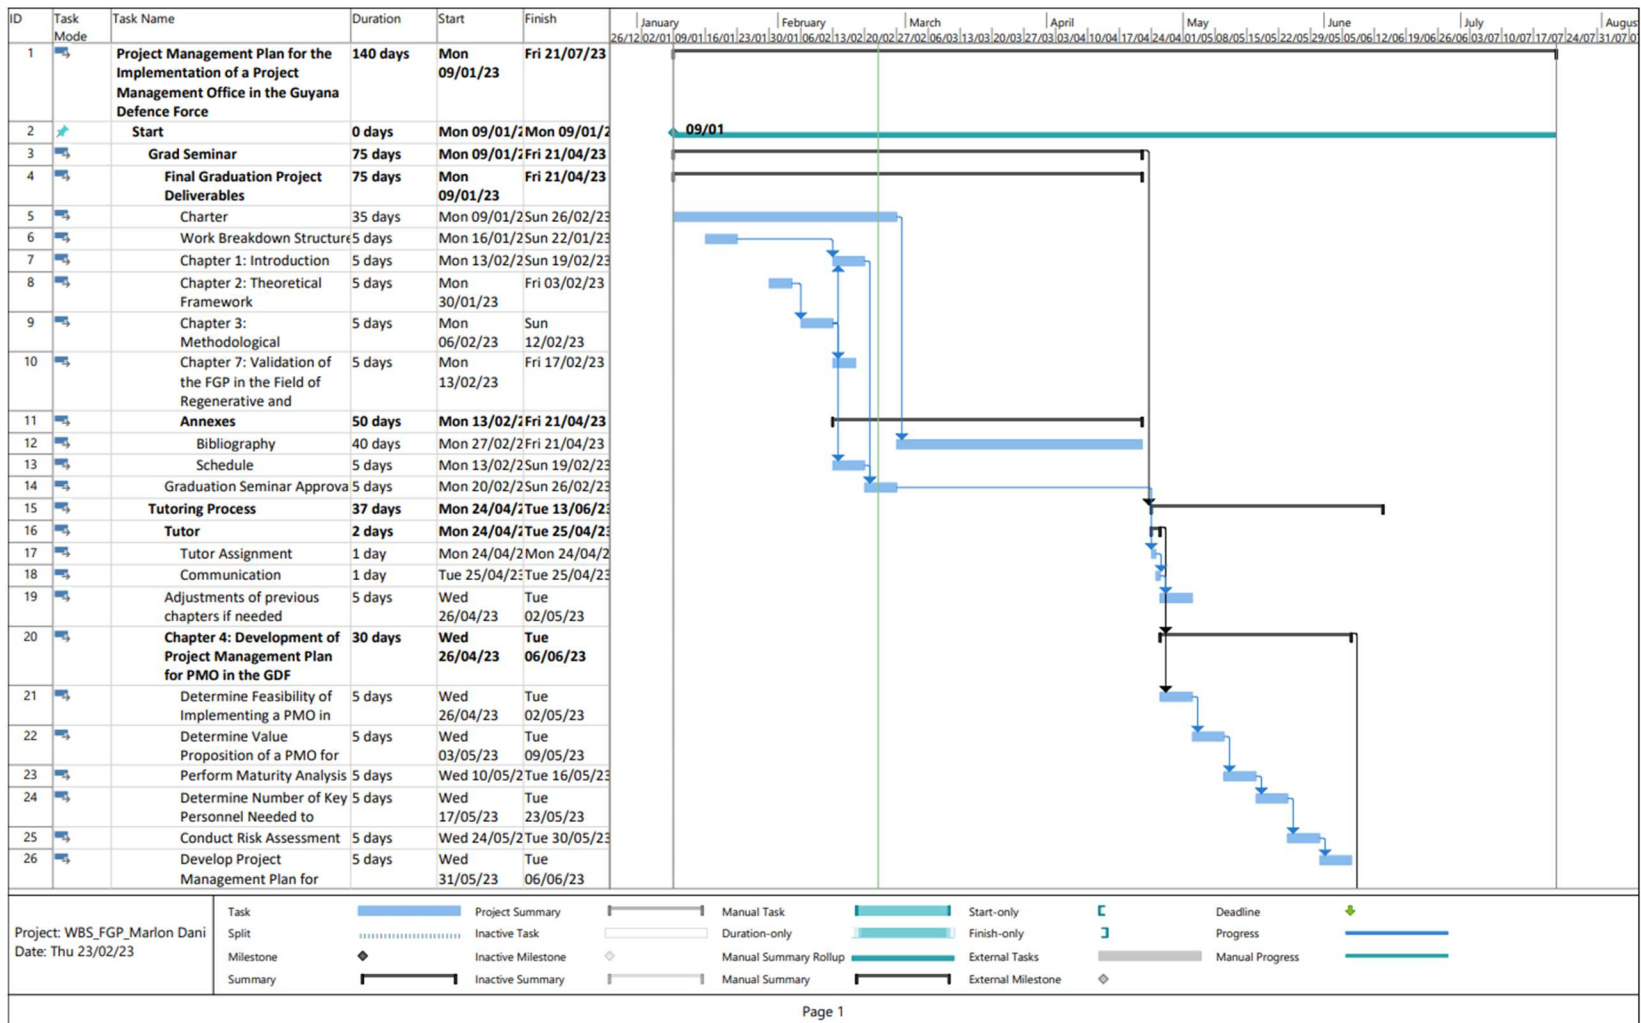 ID Task Mode Task Name Duration Start Finish
January February March April May June July Augus
26/12 02/01 09/01 16/01 23/01 30/01 06/02 13/02 20/02 27/02 06/03 13/03 20/03 27/03 03/04 10/04 17/04 24/04 01/05 08/05 15/05 22/05 29/05 05/06 12/06 19/06 26/06 03/07 10/07 17/07 24/07 31/07 0
1 Project Management Plan for the 140 days Mon Fri 21/07/23
Implementation of a Project 09/01/23
Management Office in the Guyana
Defence Force
2 Start 0 days Mon 09/01/2 Mon 09/01/2 09/01
3 Grad Seminar 75 days Mon 09/01/2 Fri 21/04/23
4 Final Graduation Project 75 days Mon Fri 21/04/23
Deliverables 09/01/23
5 Charter 35 days Mon 09/01/2 Sun 26/02/23
6 Work Breakdown Structure 5 days Mon 16/01/2 Sun 22/01/23
7 Chapter 1: Introduction 5 days Mon 13/02/2 Sun 19/02/23
8 Chapter 2: Theoretical 5 days Mon Fri 03/02/23
Framework 30/01/23
9 Chapter 3: 5 days Mon Sun
Methodological 06/02/23 12/02/23
10 Chapter 7: Validation of 5 days Mon Fri 17/02/23
the FGP in the Field of 13/02/23
Regenerative and
11 Annexes 50 days Mon 13/02/2 Fri 21/04/23
12 Bibliography 40 days Mon 27/02/2 Fri 21/04/23
13 Schedule 5 days Mon 13/02/2 Sun 19/02/23
14 Graduation Seminar Approva 5 days Mon 20/02/2 Sun 26/02/23
15 Tutoring Process 37 days Mon 24/04/2 Tue 13/06/23
16 Tutor 2 days Mon 24/04/2 Tue 25/04/23
17 Tutor Assignment 1 day Mon 24/04/2 Mon 24/04/2
18 Communication 1 day Tue 25/04/23 Tue 25/04/23
19 Adjustments of previous 5 days Wed Tue
chapters if needed 26/04/23 02/05/23
20 Chapter 4: Development of 30 days Wed Tue
Project Management Plan 26/04/23 06/06/23
for PMO in the GDF
21 Determine Feasibility of 5 days Wed Tue
Implementing a PMO in 26/04/23 02/05/23
22 Determine Value 5 days Wed Tue
Proposition of a PMO for 03/05/23 09/05/23
23 Perform Maturity Analysis 5 days Wed 10/05/2 Tue 16/05/23
24 Determine Number of Key 5 days Wed Tue
Personnel Needed to 17/05/23 23/05/23
25 Conduct Risk Assessment 5 days Wed 24/05/2 Tue 30/05/23
26 Develop Project 5 days Wed Tue
Management Plan for 31/05/23 06/06/23
Project: WBS_FGP_Marlon Dani
Date: Thu 23/02/23
Task Project Summary Manual Task Start-only Deadline
Split Inactive Task Duration-only Finish-only Progress
Milestone Inactive Milestone Manual Summary Rollup External Tasks Manual Progress
Summary Inactive Summary Manual Summary External Milestone
Page 1